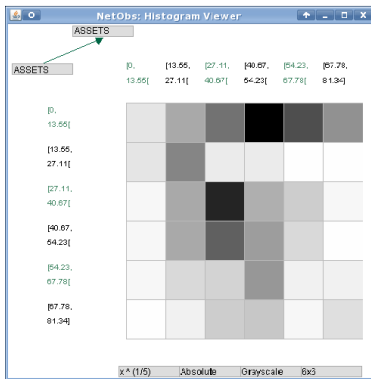 NetObs: Histogram Viewer
ASSETS
ASSETS
[0, [13.55, [27.11, [40.67, [54.23, [67.78,
13.55[ 27.11[ 40.67[ 54.23[ 67.78[ 81.34]
[0,
13.55[
[13.55,
27.11[
[27.11,
40.67[
[40.67,
54.23[
[54.23,
67.78[
[67.78,
81.34]
x^(1/5) Absolute Grayscale 6x6